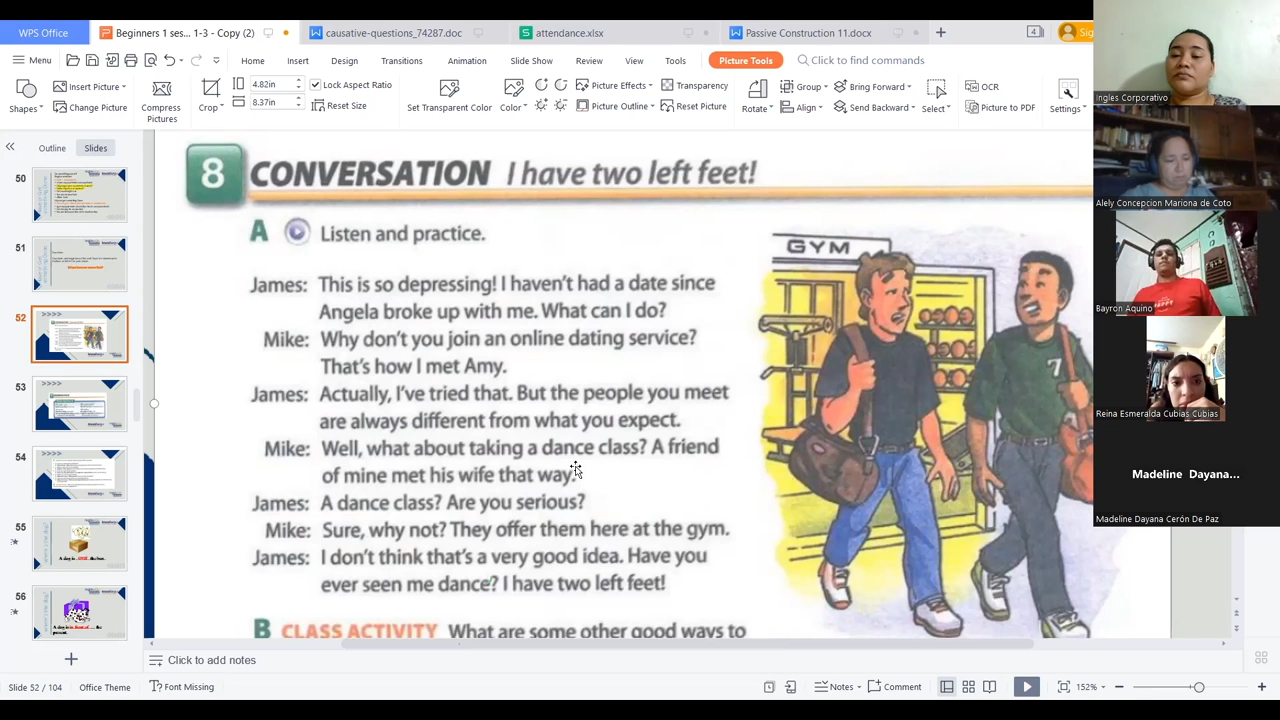 WPS Office
Beginners 1 ses... 1-3 - Copy (2)
causative-questions_74287.doc
attendance.xlsx
Passive Construction 11.docx
4
Menu
Home
Insert
Design
Transitions
Animation
Slide Show
Review
View
Tools
Picture Tools
Click to find commands
Shapes
Insert Picture
Change Picture
Compress Pictures
Crop
4.82in
8.37in
Lock Aspect Ratio
Reset Size
Set Transparent Color
Color
Picture Effects
Picture Outline
Transparency
Reset Picture
Rotate
Group
Align
Bring Forward
Send Backward
Select
OCR
Picture to PDF
Settings
Outline
Slides
50
51
52
53
54
55
56
8 CONVERSATION I have two left feet!
A Listen and practice.
James: This is so depressing! I haven't had a date since
Angela broke up with me. What can I do?
Mike: Why don't you join an online dating service?
That's how I met Amy.
James: Actually, I've tried that. But the people you meet
are always different from what you expect.
Mike: Well, what about taking a dance class? A friend
of mine met his wife that way.
James: A dance class? Are you serious?
Mike: Sure, why not? They offer them here at the gym.
James: I don't think that's a very good idea. Have you
ever seen me dance? I have two left feet!
B CLASS ACTIVITY What are some other good ways to
GYM
7
Ingles Corporativo
Alely Concepcion Mariona de Coto
Bayron Aquino
Reina Esmeralda Cubias Cubias
Madeline Dayana...
Madeline Dayana Cerón De Paz
Click to add notes
Slide 52 / 104
Office Theme
Font Missing
Notes
Comment
152%